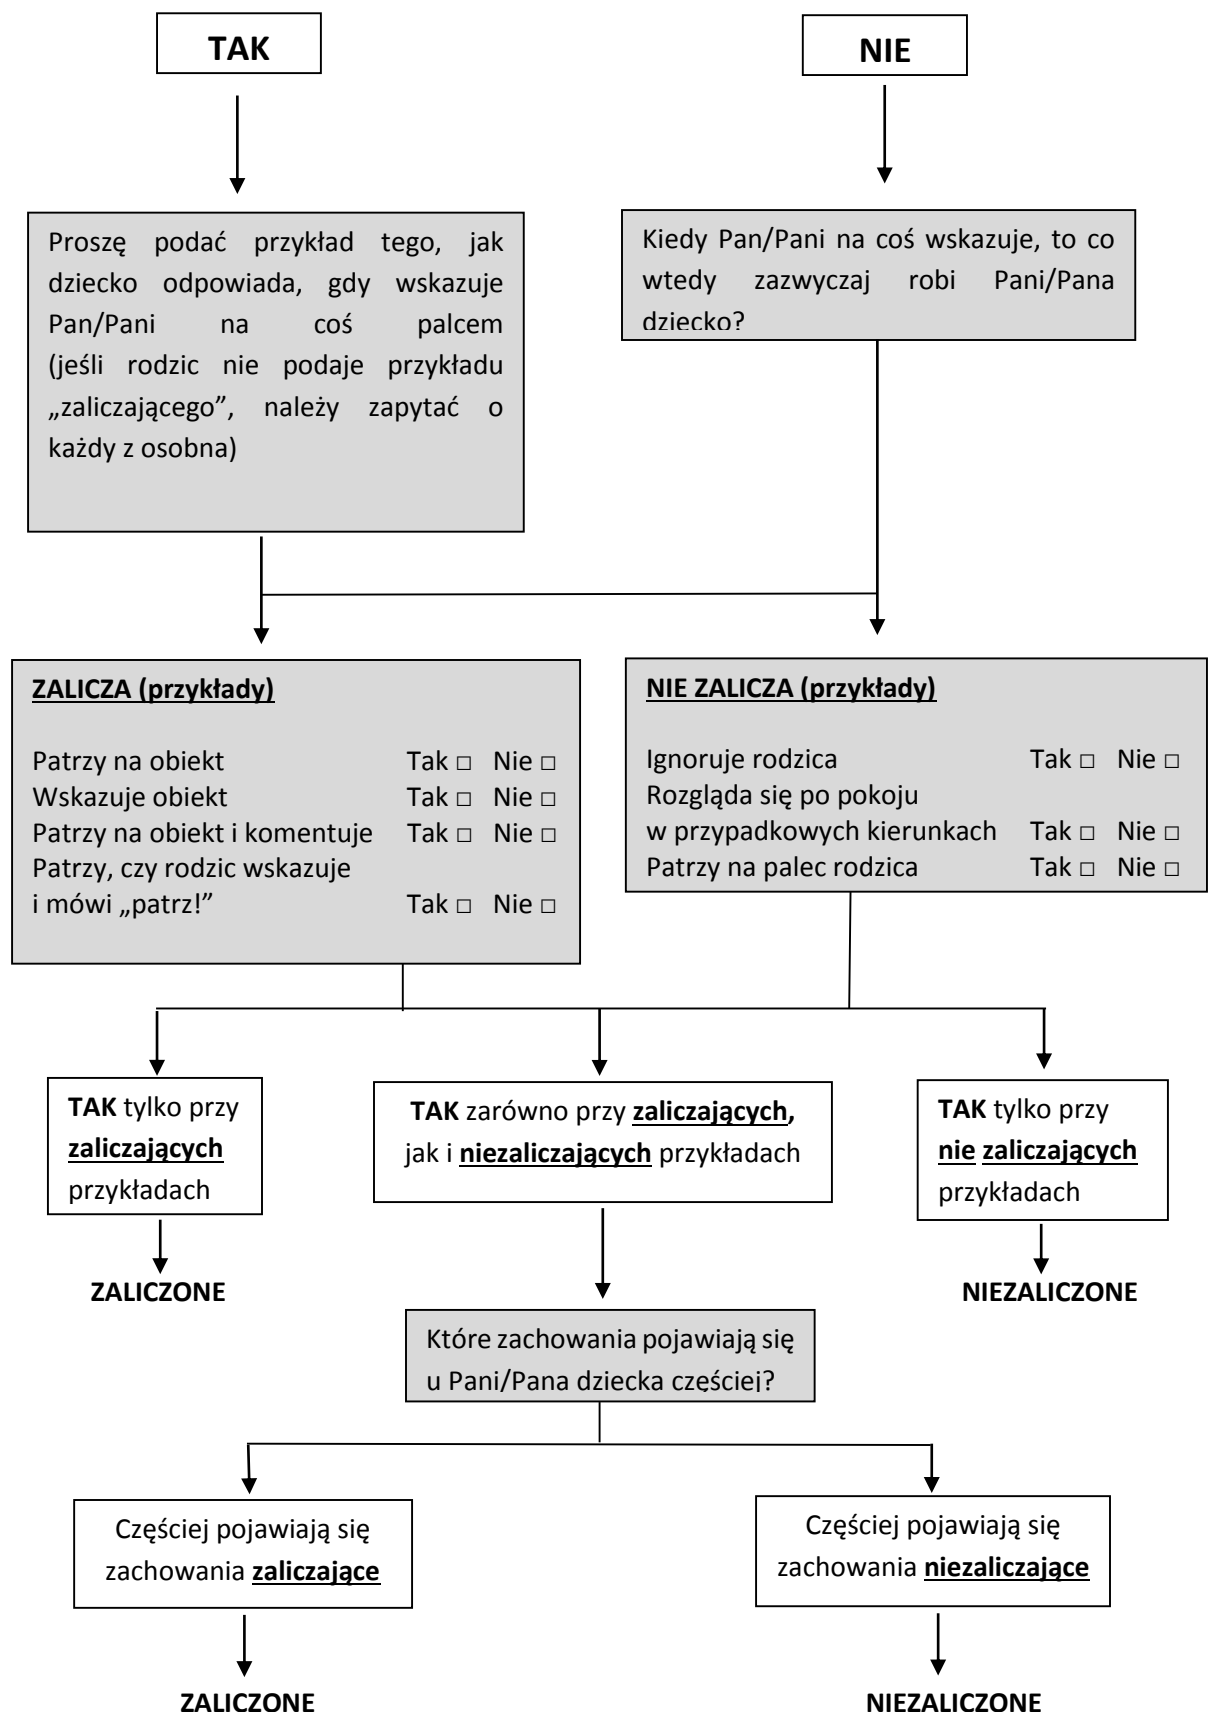 TAK
NIE
Proszę podać przykład tego, jak
dziecko odpowiada, gdy wskazuje
Pan/Pani na coś palcem
(jeśli rodzic nie podaje przykładu
„zaliczającego”, należy zapytać o
każdy z osobna)
Kiedy Pan/Pani na coś wskazuje, to co
wtedy zazwyczaj robi Pani/Pana
dziecko?
ZALICZA (przykłady)
Patrzy na obiekt Tak □ Nie □
Wskazuje obiekt Tak □ Nie □
Patrzy na obiekt i komentuje Tak □ Nie □
Patrzy, czy rodzic wskazuje
i mówi „patrz!” Tak □ Nie □
NIE ZALICZA (przykłady)
Ignoruje rodzica Tak □ Nie □
Rozgląda się po pokoju
w przypadkowych kierunkach Tak □ Nie □
Patrzy na palec rodzica Tak □ Nie □
TAK tylko przy
zaliczających
przykładach
TAK zarówno przy zaliczających,
jak i niezaliczających przykładach
TAK tylko przy
nie zaliczających
przykładach
ZALICZONE
NIEZALICZONE
Które zachowania pojawiają się
u Pani/Pana dziecka częściej?
Częściej pojawiają się
zachowania zaliczające
Częściej pojawiają się
zachowania niezaliczające
ZALICZONE
NIEZALICZONE